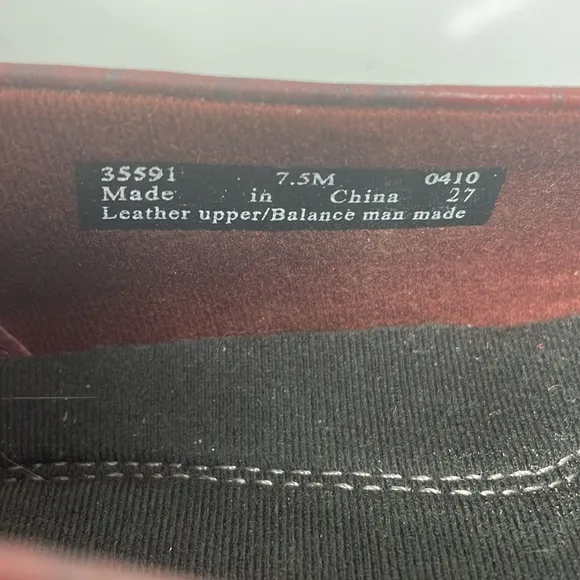 35591 7.5M 0410
Made in China 27
Leather upper/Balance man made